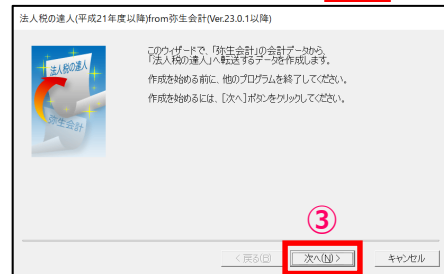 法人税の達人(平成21年度以降)from弥生会計(Ver.23.0.1以降)
法人税の達人
弥生会計
このウィザードで、「弥生会計」の会計データから、
「法人税の達人」へ転送するデータを作成します。
作成を始める前に、他のプログラムを終了してください。
作成を始めるには、[次へ]ボタンをクリックしてください。
③
< 戻る(B) 次へ(N) > キャンセル